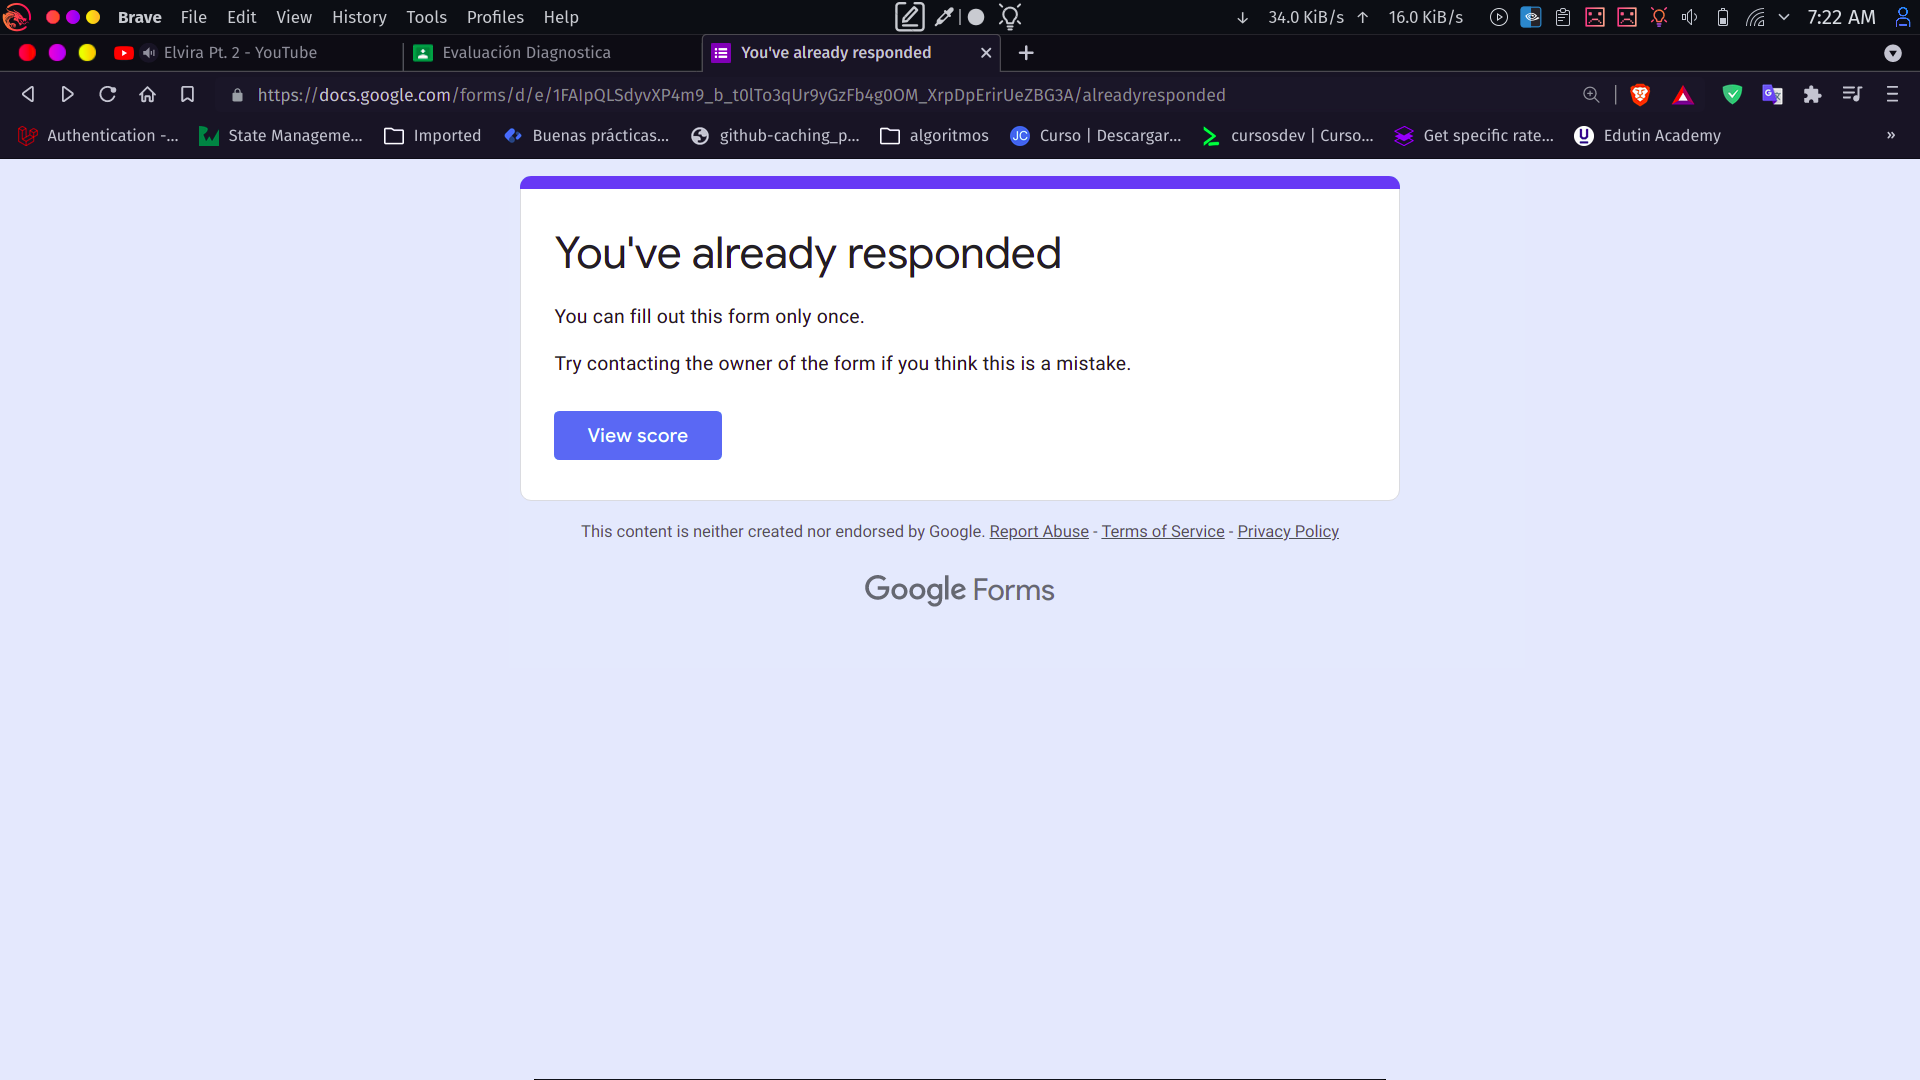 Brave File Edit View History Tools Profiles Help 34.0 KiB/s 16.0 KiB/s 7:22 AM
Elvira Pt. 2 - YouTube Evaluación Diagnostica You've already responded
https://docs.google.com/forms/d/e/1FAIpQLSdyvXP4m9_b_t0lTo3qUr9yGzFb4g0OM_XrpDpErirUeZBG3A/alreadyresponded
Authentication -... State Manageme... Imported Buenas prácticas... github-caching_p... algoritmos JC Curso | Descargar... cursosdev | Curso... Get specific rate... Edutin Academy »
You've already responded
You can fill out this form only once.
Try contacting the owner of the form if you think this is a mistake.
View score
This content is neither created nor endorsed by Google. Report Abuse - Terms of Service - Privacy Policy
Google Forms